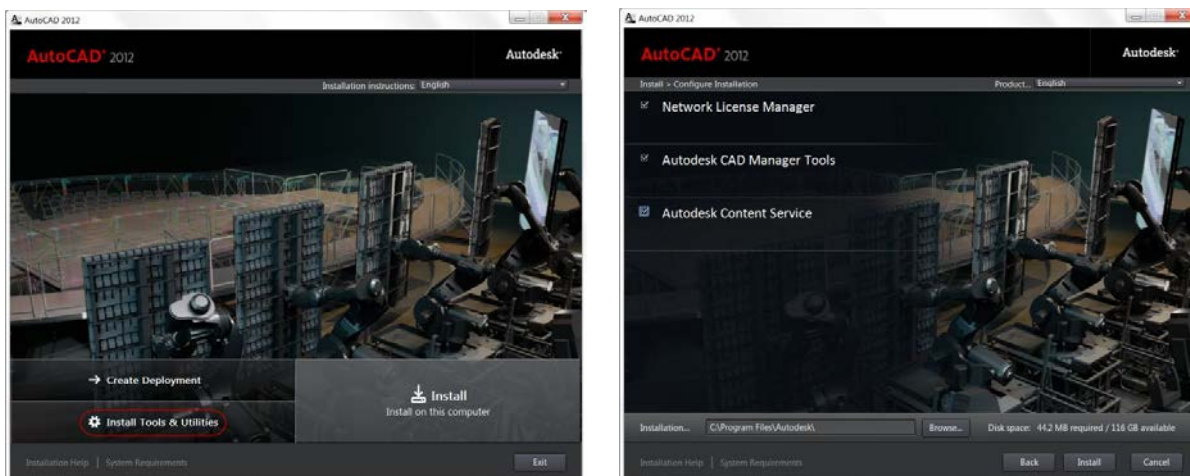 AutoCAD 2012
AutoCAD® 2012
Autodesk®
Installation instructions: English
→ Create Deployment
Install Tools & Utilities
Install
Install on this computer
Installation Help | System Requirements
Exit
AutoCAD 2012
AutoCAD® 2012
Autodesk®
Install > Configure Installation
Product... English
Network License Manager
Autodesk CAD Manager Tools
Autodesk Content Service
Installation... C:\Program Files\Autodesk\ Browse... Disk space: 44.2 MB required / 116 GB available
Installation Help | System Requirements
Back Install Cancel